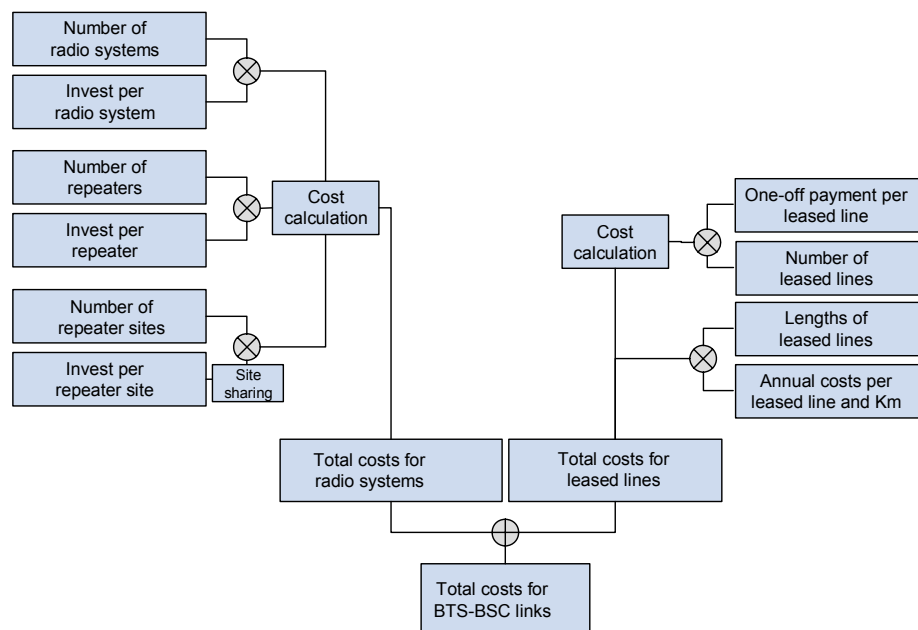 Number of
radio systems
Invest per
radio system
Number of
repeaters
Invest per
repeater
Number of
repeater sites
Invest per
repeater site
Site
sharing
Cost
calculation
Cost
calculation
One-off payment per
leased line
Number of
leased lines
Lengths of
leased lines
Annual costs per
leased line and Km
Total costs for
radio systems
Total costs for
leased lines
Total costs for
BTS-BSC links